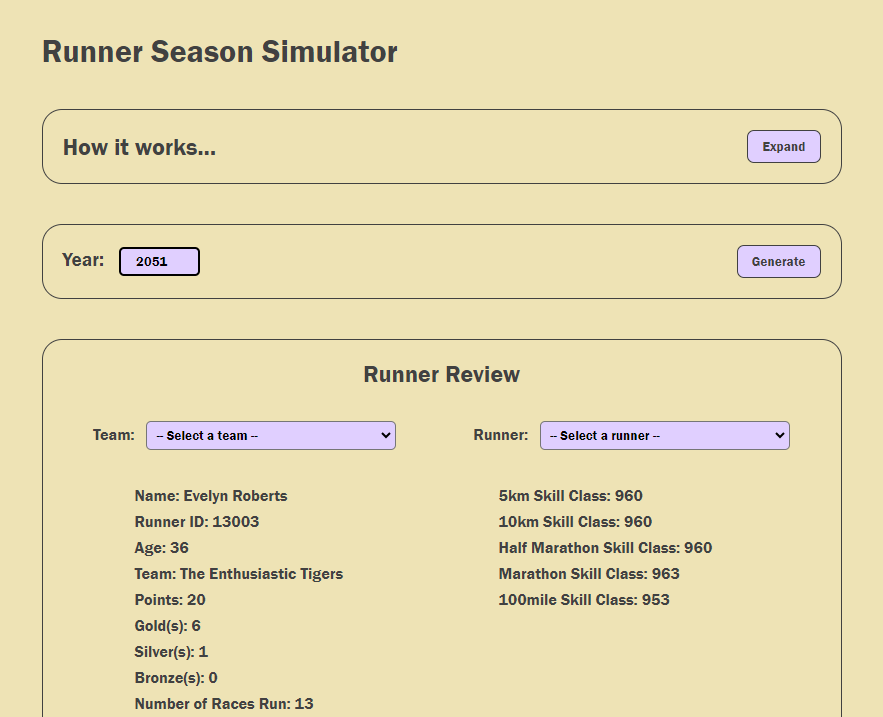 Runner Season Simulator
How it works...
Expand
Year: 2051
Generate
Runner Review
Team: -- Select a team --
Runner: -- Select a runner --
Name: Evelyn Roberts
Runner ID: 13003
Age: 36
Team: The Enthusiastic Tigers
Points: 20
Gold(s): 6
Silver(s): 1
Bronze(s): 0
Number of Races Run: 13
5km Skill Class: 960
10km Skill Class: 960
Half Marathon Skill Class: 960
Marathon Skill Class: 963
100mile Skill Class: 953